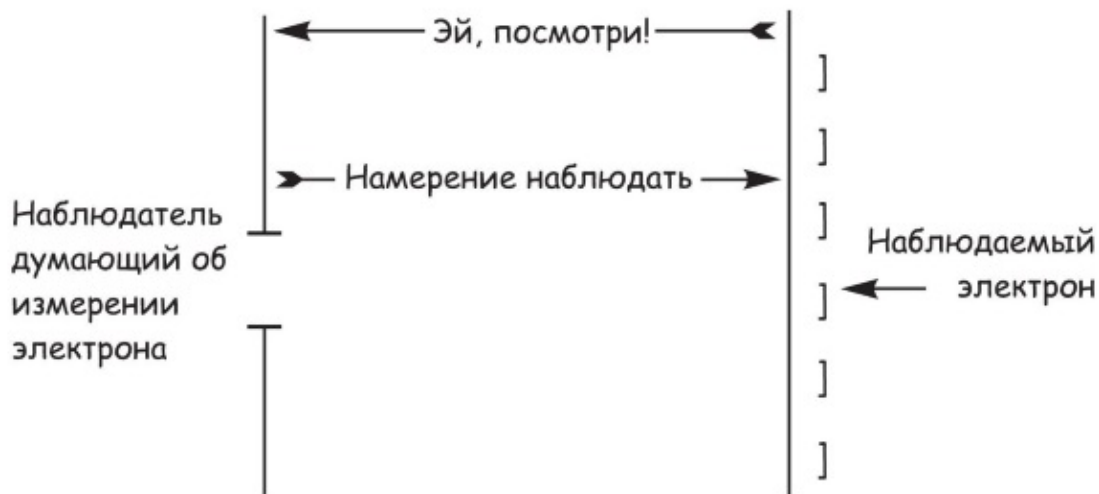 Эй, посмотри!
Намерение наблюдать
Наблюдатель
думающий об
измерении
электрона
Наблюдаемый
электрон